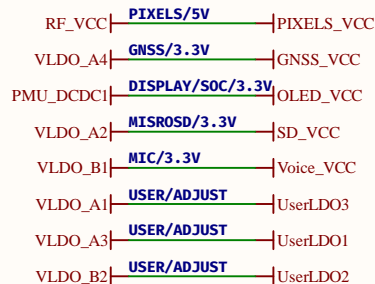 RF_VCC PIXELS/5V PIXELS_VCC
VLDO_A4 GNSS/3.3V GNSS_VCC
PMU_DCDC1 DISPLAY/SOC/3.3V OLED_VCC
VLDO_A2 MISROSD/3.3V SD_VCC
VLDO_B1 MIC/3.3V Voice_VCC
VLDO_A1 USER/ADJUST UserLDO3
VLDO_A3 USER/ADJUST UserLDO1
VLDO_B2 USER/ADJUST UserLDO2